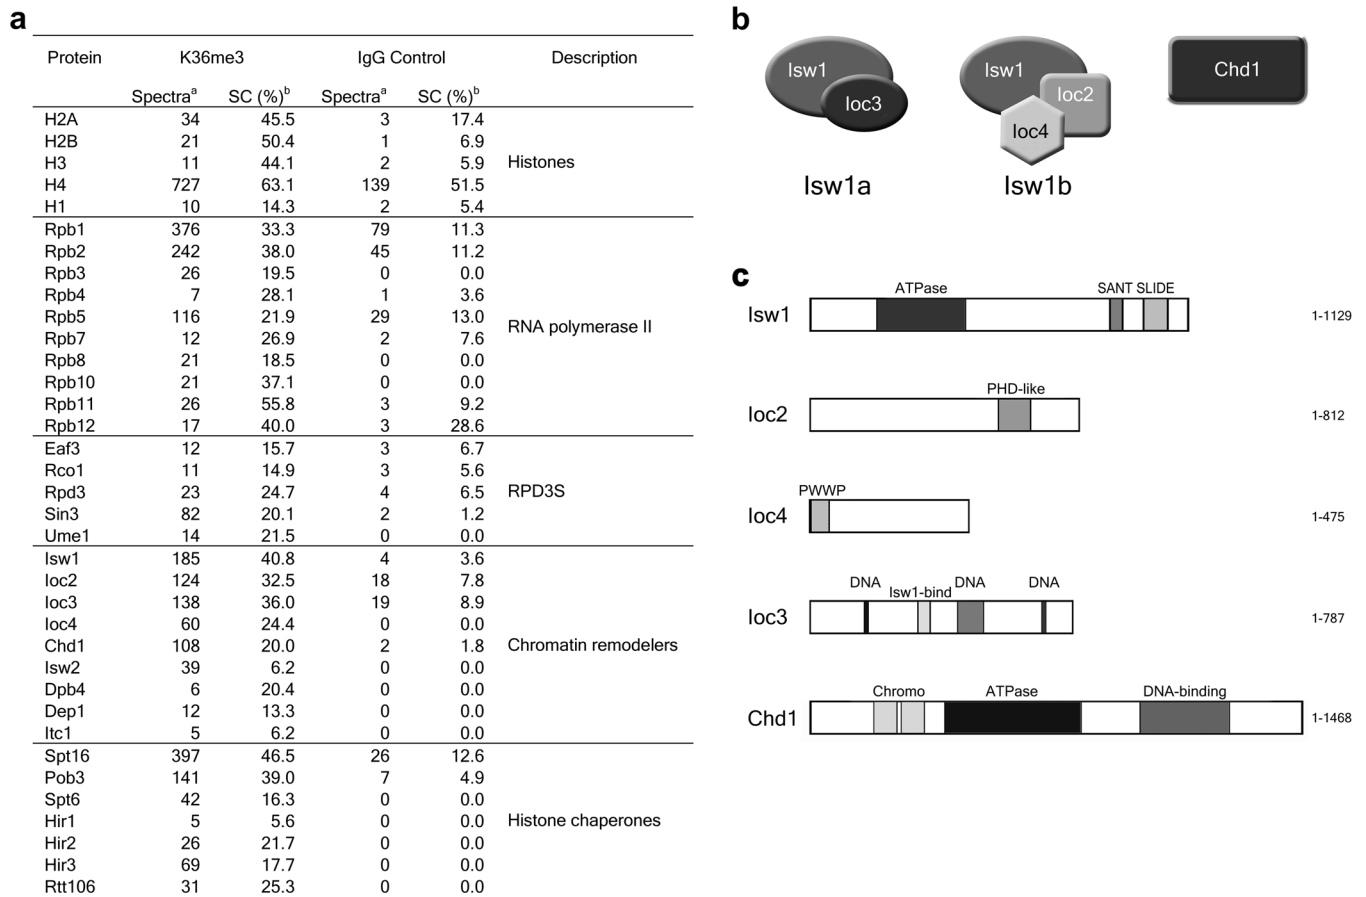 a
Protein K36me3 IgG Control Description
Spectraᵃ SC (%)ᵇ Spectraᵃ SC (%)ᵇ
H2A 34 45.5 3 17.4
H2B 21 50.4 1 6.9
H3 11 44.1 2 5.9 Histones
H4 727 63.1 139 51.5
H1 10 14.3 2 5.4
Rpb1 376 33.3 79 11.3
Rpb2 242 38.0 45 11.2
Rpb3 26 19.5 0 0.0
Rpb4 7 28.1 1 3.6
Rpb5 116 21.9 29 13.0 RNA polymerase II
Rpb7 12 26.9 2 7.6
Rpb8 21 18.5 0 0.0
Rpb10 21 37.1 0 0.0
Rpb11 26 55.8 3 9.2
Rpb12 17 40.0 3 28.6
Eaf3 12 15.7 3 6.7
Rco1 11 14.9 3 5.6
Rpd3 23 24.7 4 6.5 RPD3S
Sin3 82 20.1 2 1.2
Ume1 14 21.5 0 0.0
Isw1 185 40.8 4 3.6
Ioc2 124 32.5 18 7.8
Ioc3 138 36.0 19 8.9
Ioc4 60 24.4 0 0.0
Chd1 108 20.0 2 1.8 Chromatin remodelers
Isw2 39 6.2 0 0.0
Dpb4 6 20.4 0 0.0
Dep1 12 13.3 0 0.0
Itc1 5 6.2 0 0.0
Spt16 397 46.5 26 12.6
Pob3 141 39.0 7 4.9
Spt6 42 16.3 0 0.0
Hir1 5 5.6 0 0.0 Histone chaperones
Hir2 26 21.7 0 0.0
Hir3 69 17.7 0 0.0
Rtt106 31 25.3 0 0.0
b
Isw1 Isw1 Chd1
Ioc3 Ioc2
Ioc4
Isw1a Isw1b
c
ATPase SANT SLIDE
Isw1 1-1129
PHD-like
Ioc2 1-812
PWWP
Ioc4 1-475
DNA Isw1-bind DNA DNA
Ioc3 1-787
Chromo ATPase DNA-binding
Chd1 1-1468